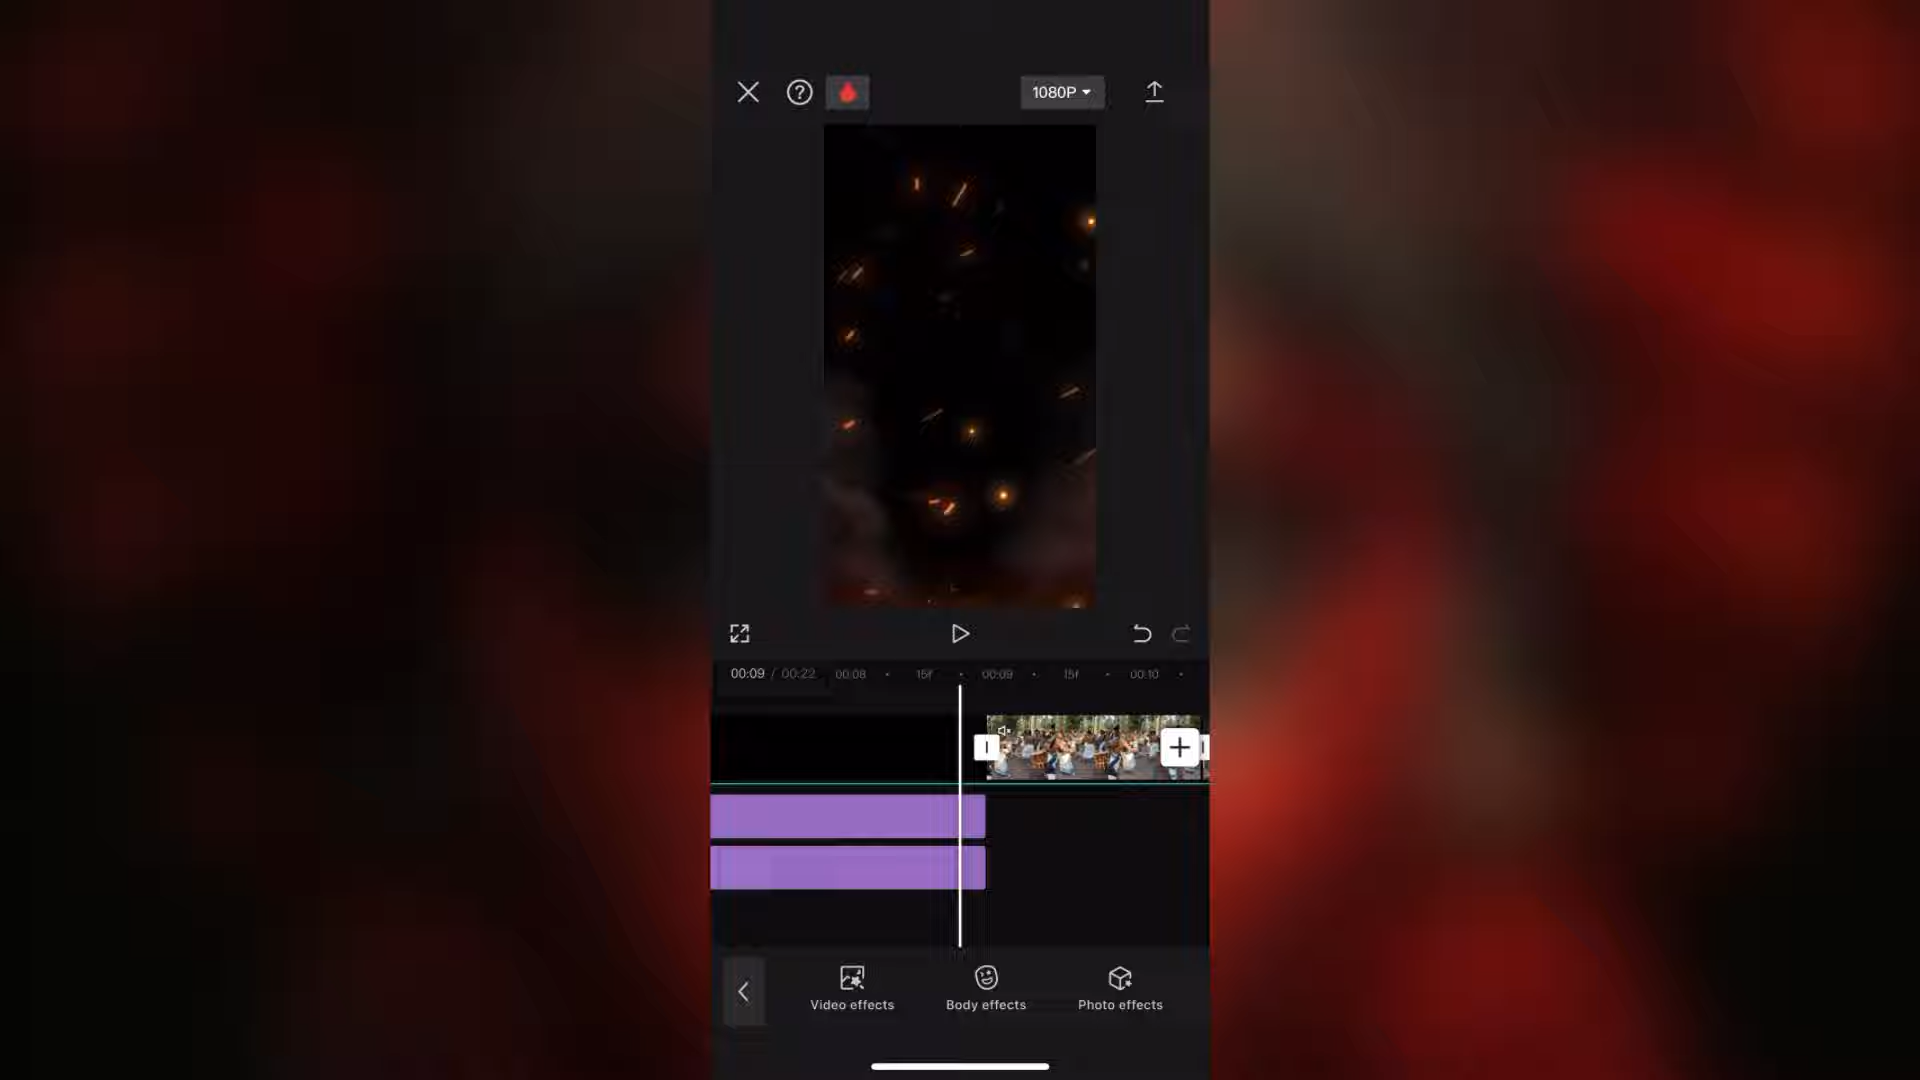 ?
1080P
00:09 / 00:22
00:08
15f
00:09
15f
00:10
Video effects
Body effects
Photo effects